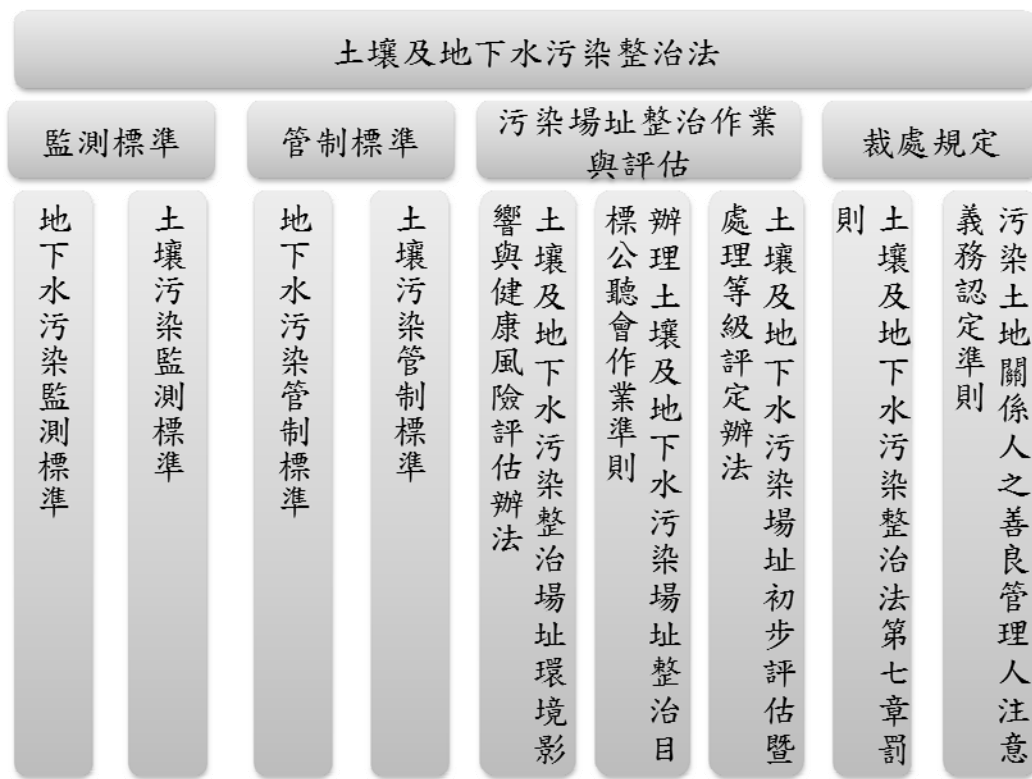 土壤及地下水污染整治法
監測標準
管制標準
污染場址整治作業
與評估
裁處規定
地下水污染監測標準
土壤污染監測標準
地下水污染管制標準
土壤污染管制標準
土壤及地下水污染整治場址環境影
響與健康風險評估辦法
辦理土壤及地下水污染場址整治目
標公聽會作業準則
土壤及地下水污染場址初步評估暨
處理等級評定辦法
土壤及地下水污染整治法第七章罰
則
污染土地關係人之善良管理人注意
義務認定準則